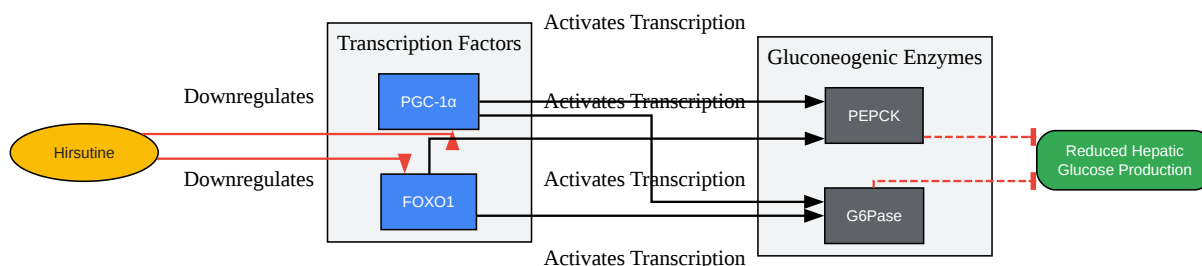 Activates Transcription
Transcription Factors
Gluconeogenic Enzymes
Downregulates
PGC-1α
Activates Transcription
PEPCK
Hirsutine
Reduced Hepatic
Glucose Production
Downregulates
Activates Transcription
FOXO1
G6Pase
Activates Transcription